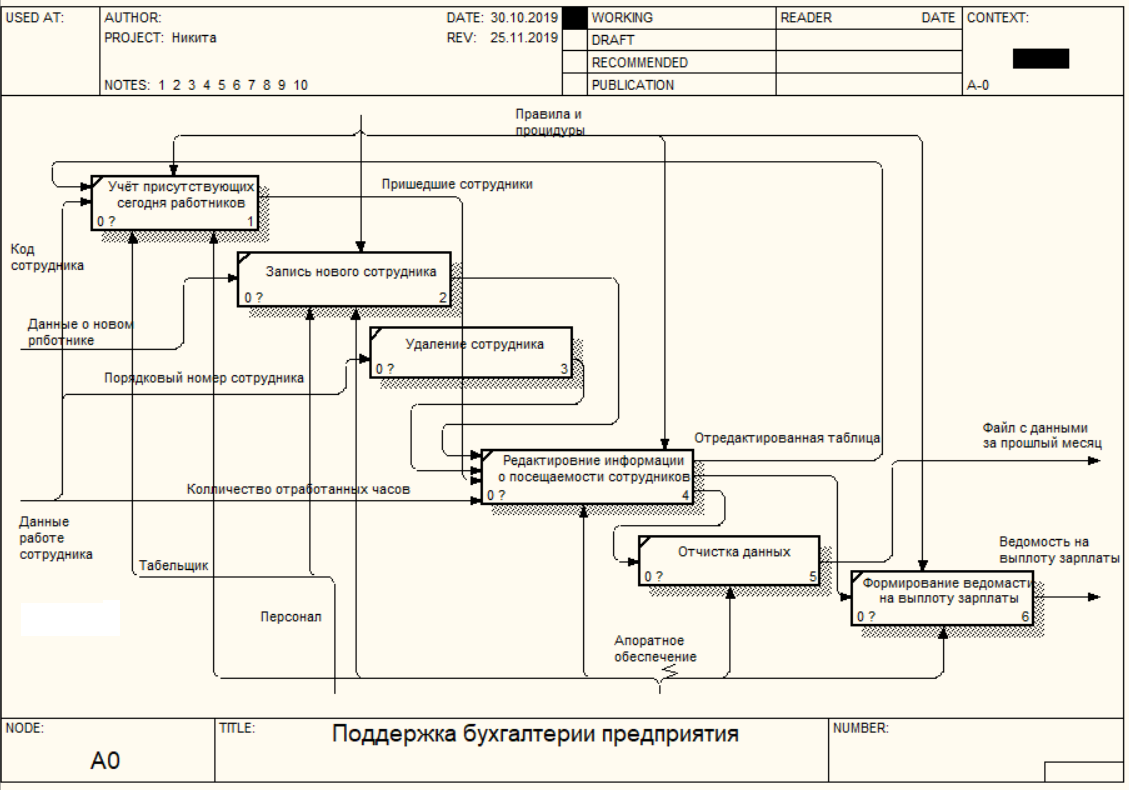 USED AT:
AUTHOR:
DATE: 30.10.2019
WORKING
READER
DATE
CONTEXT:
PROJECT: Никита
REV: 25.11.2019
DRAFT
RECOMMENDED
NOTES: 1 2 3 4 5 6 7 8 9 10
PUBLICATION
A-0
Правила и
процидуры
Учёт присутствующих
сегодня работников
0 ?
1
Пришедшие сотрудники
Код
сотрудника
Запись нового сотрудника
0 ?
2
Данные о новом
рпботнике
Удаление сотрудника
0 ?
3
Порядковый номер сотрудника
Отредактированная таблица
Файл с данными
за прошлый месяц
Редактировние информации
о посещаемости сотрудников
0 ?
4
Колличество отработанных часов
Данные
работе
сотрудника
Отчистка данных
0 ?
5
Ведомость на
выплоту зарплаты
Табельщик
Формирование ведомасти
на выплоту зарплаты
0 ?
6
Персонал
Апоратное
обеспечение
NODE:
A0
TITLE:
Поддержка бухгалтерии предприятия
NUMBER: